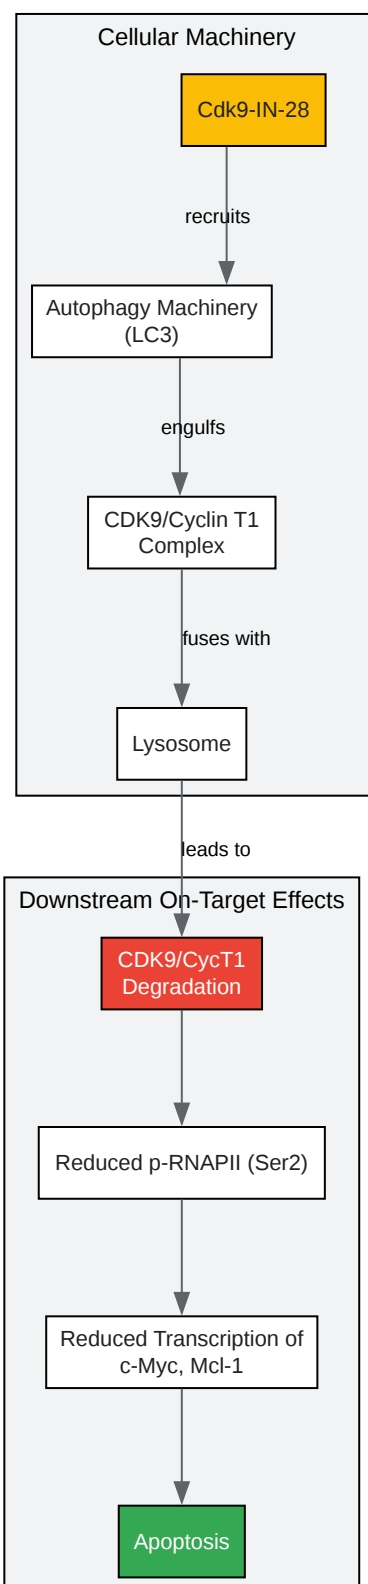 Cellular Machinery
Cdk9-IN-28
recruits
Autophagy Machinery
(LC3)
engulfs
CDK9/Cyclin T1
Complex
fuses with
Lysosome
leads to
Downstream On-Target Effects
CDK9/CycT1
Degradation
Reduced p-RNAPII (Ser2)
Reduced Transcription of
c-Myc, Mcl-1
Apoptosis